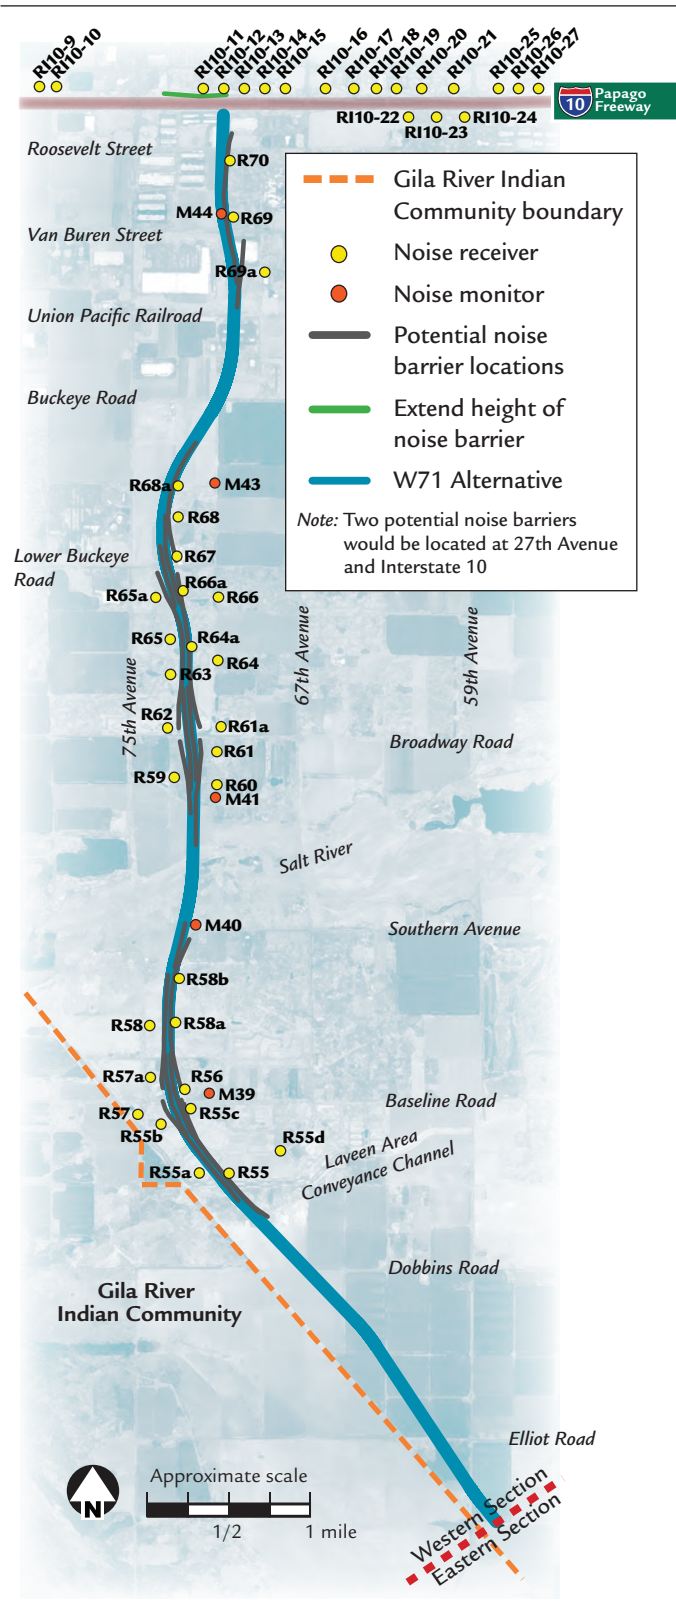 RI10-9
RI10-10
RI10-11
RI10-12
RI10-13
RI10-14
RI10-15
RI10-16
RI10-17
RI10-18
RI10-19
RI10-20
RI10-21
RI10-25
RI10-26
RI10-27
10
Papago
Freeway
RI10-22
RI10-24
RI10-23
Roosevelt Street
R70
M44
R69
Van Buren Street
R69a
Union Pacific Railroad
Buckeye Road
Gila River Indian
Community boundary
Noise receiver
Noise monitor
Potential noise
barrier locations
Extend height of
noise barrier
W71 Alternative
Note: Two potential noise barriers
would be located at 27th Avenue
and Interstate 10
R68a
M43
R68
Lower Buckeye
Road
R67
R66a
R65a
R66
R65
R64a
R64
R63
75th Avenue
67th Avenue
59th Avenue
R62
R61a
Broadway Road
R61
R59
R60
M41
Salt River
M40
Southern Avenue
R58b
R58
R58a
R57a
R56
M39
Baseline Road
R57
R55c
R55b
R55d
Laveen Area
Conveyance Channel
R55a
R55
Dobbins Road
Gila River
Indian Community
Elliot Road
N
Approximate scale
1/2
1 mile
Western Section
Eastern Section